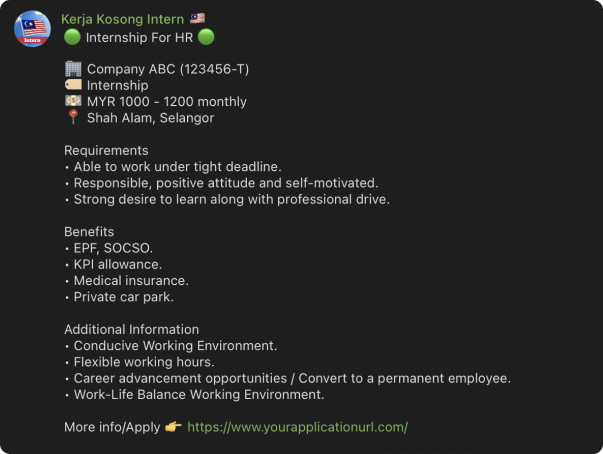 Kerja Kosong Intern 🇲🇾
🟢 Internship For HR 🟢
🏢 Company ABC (123456-T)
🏷️ Internship
💵 MYR 1000 - 1200 monthly
📍 Shah Alam, Selangor
Requirements
• Able to work under tight deadline.
• Responsible, positive attitude and self-motivated.
• Strong desire to learn along with professional drive.
Benefits
• EPF, SOCSO.
• KPI allowance.
• Medical insurance.
• Private car park.
Additional Information
• Conducive Working Environment.
• Flexible working hours.
• Career advancement opportunities / Convert to a permanent employee.
• Work-Life Balance Working Environment.
More info/Apply 👉 https://www.yourapplicationurl.com/
Intern